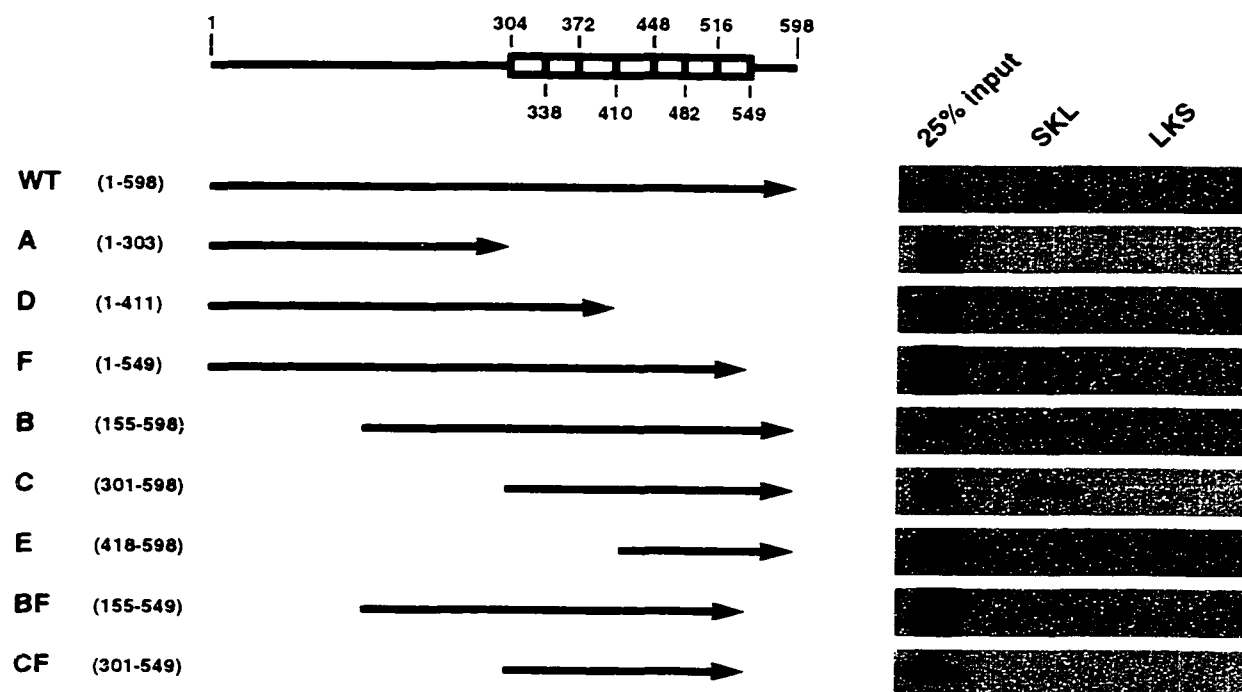 1 304 372 448 516 598
338 410 482 549
25% input SKL LKS
WT (1-598)
A (1-303)
D (1-411)
F (1-549)
B (155-598)
C (301-598)
E (418-598)
BF (155-549)
CF (301-549)